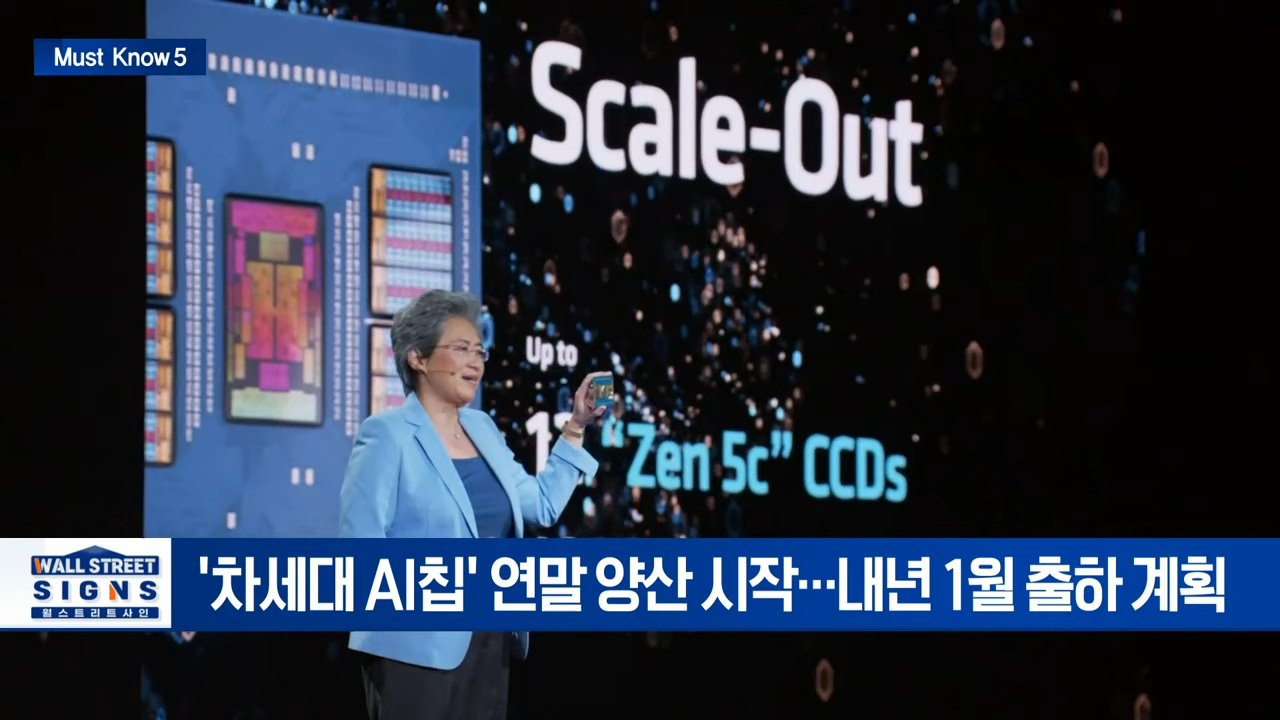 Must Know 5
Scale-Out
Up to
"Zen 5c" CCDs
WALL STREET
SIGNS
월스트리트사인
'차세대 AI칩' 연말 양산 시작…내년 1월 출하 계획